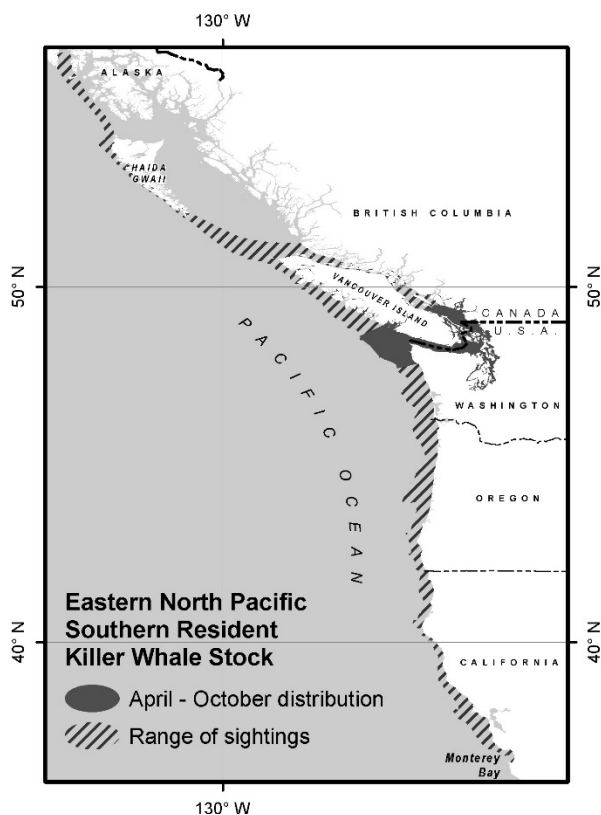 130° W
ALASKA
HAIDA
GWAII
BRITISH COLUMBIA
50° N
50° N
VANCOUVER ISLAND
CANADA
U.S.A.
PACIFIC OCEAN
WASHINGTON
OREGON
Eastern North Pacific
Southern Resident
Killer Whale Stock
40° N
40° N
CALIFORNIA
April - October distribution
Range of sightings
Monterey
Bay
130° W